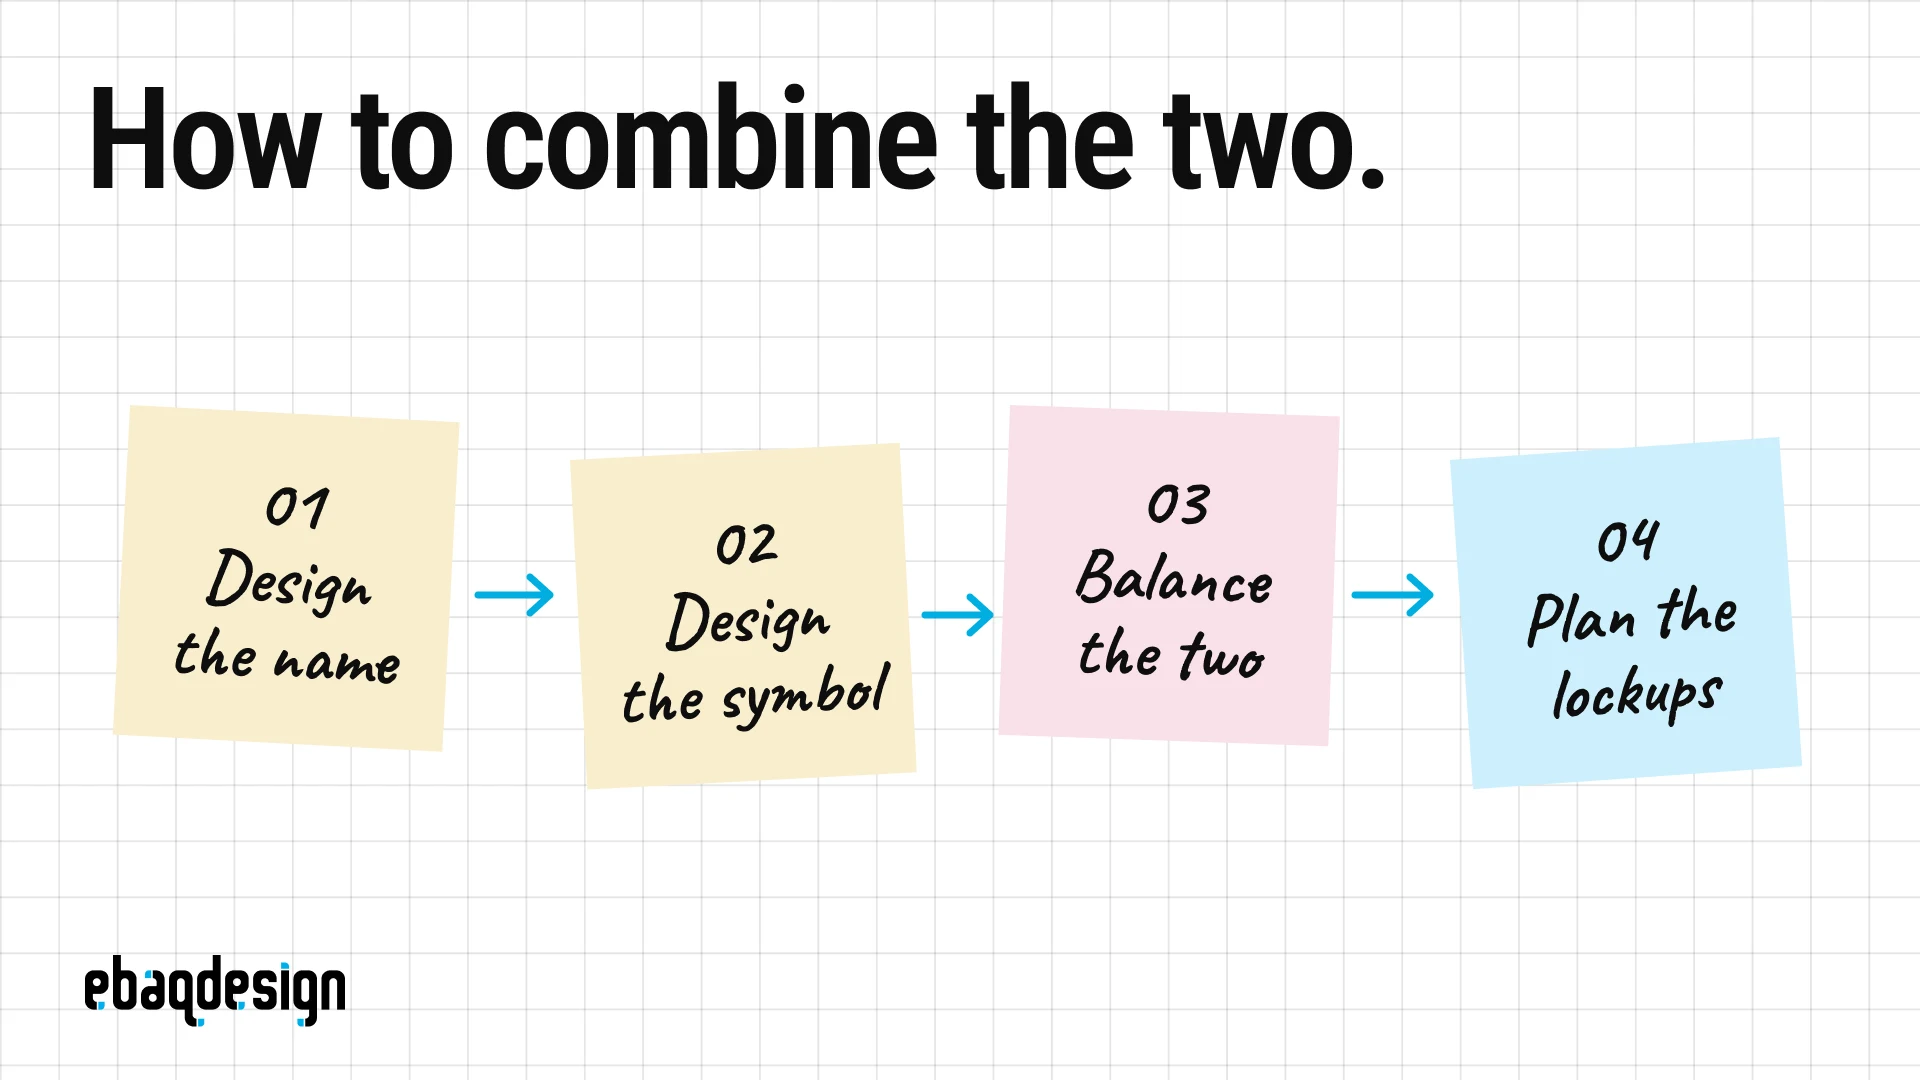 How to combine the two.
01
Design
the name
02
Design
the symbol
03
Balance
the two
04
Plan the
lockups
ebaqdesign